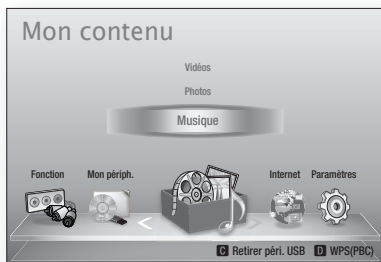 Mon contenu
Vidéos
Photos
Musique
Fonction Mon périph. Internet Paramètres
C Retirer péri. USB D WPS(PBC)